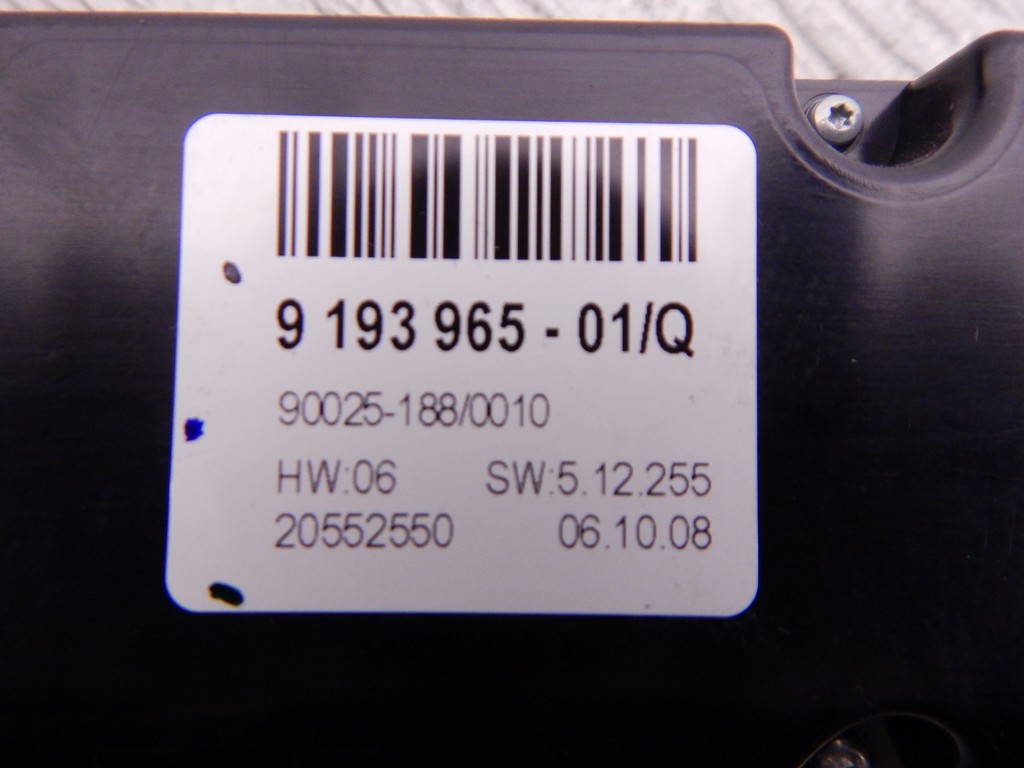 9 193 965 - 01/Q
90025-188/0010
HW:06 SW:5.12.255
20552550 06.10.08